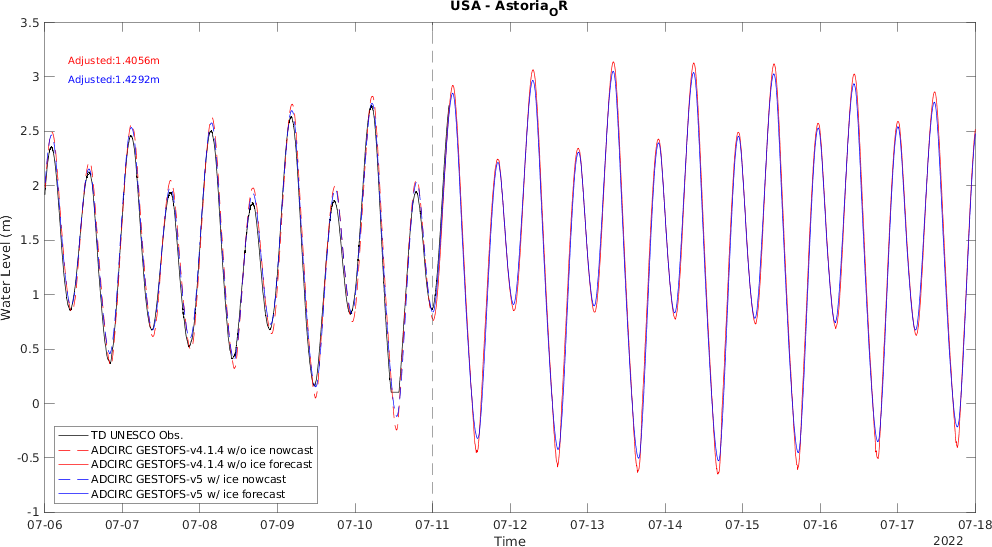 USA - Astoria_OR
3.5
3
2.5
2
1.5
1
0.5
0
-0.5
-1
Water Level (m)
Adjusted:1.4056m
Adjusted:1.4292m
TD UNESCO Obs.
ADCIRC GESTOFS-v4.1.4 w/o ice nowcast
ADCIRC GESTOFS-v4.1.4 w/o ice forecast
ADCIRC GESTOFS-v5 w/ ice nowcast
ADCIRC GESTOFS-v5 w/ ice forecast
07-06 07-07 07-08 07-09 07-10 07-11 07-12 07-13 07-14 07-15 07-16 07-17 07-18
Time
2022